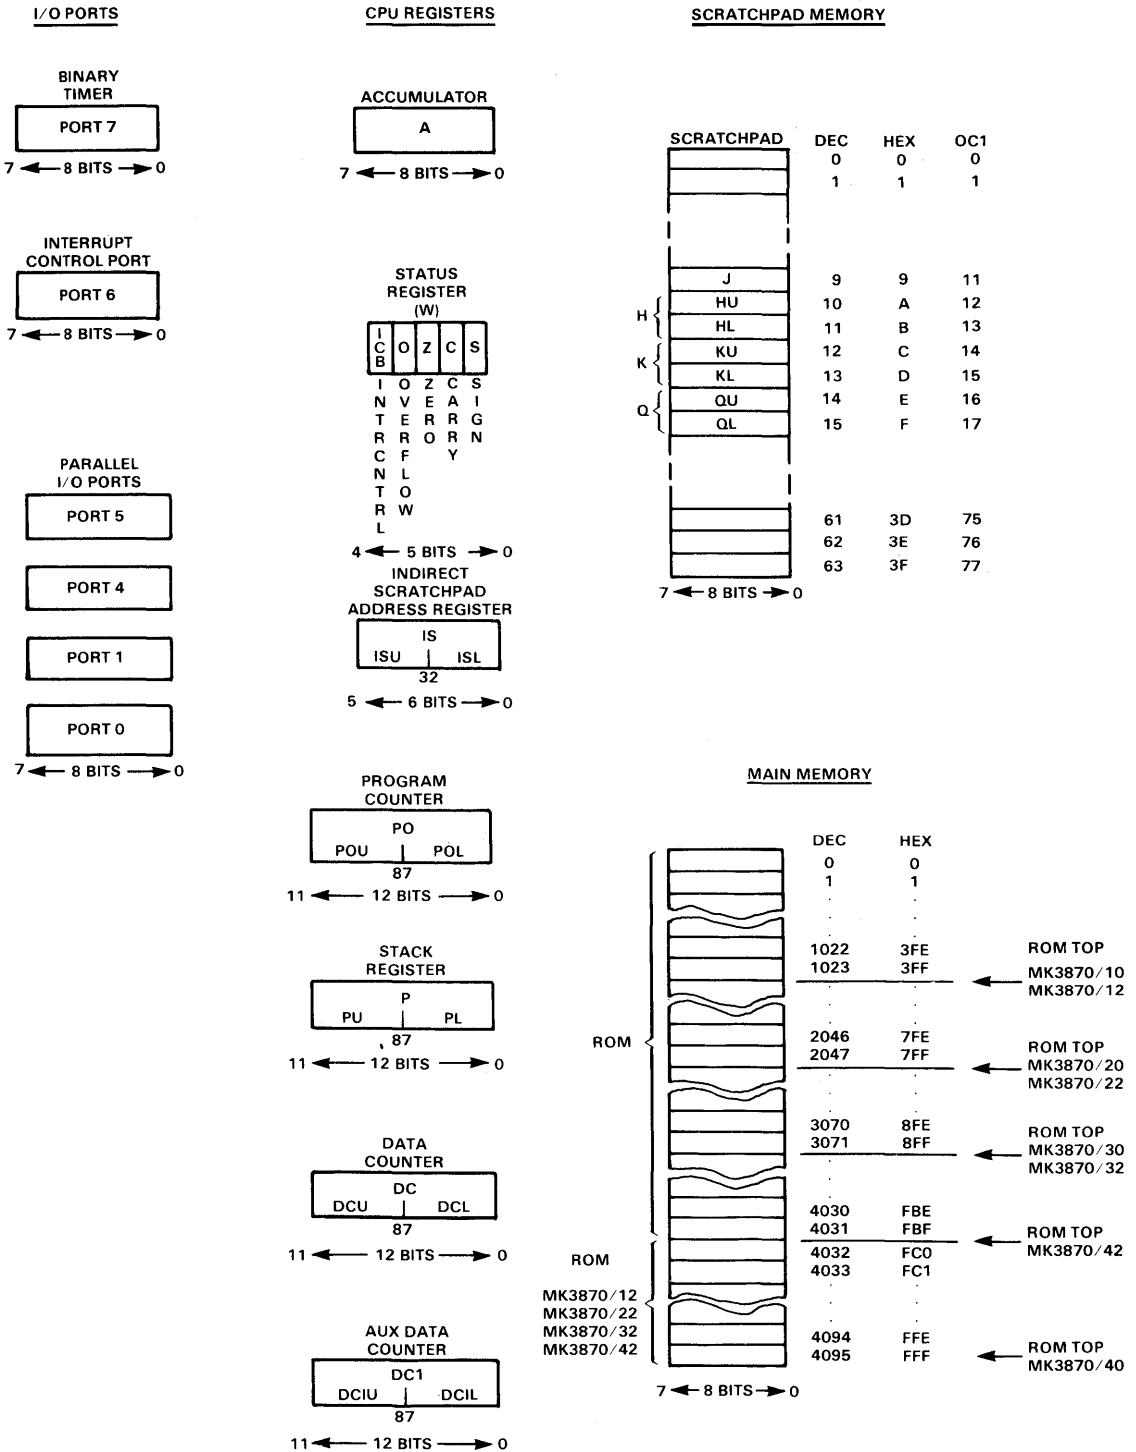 I/O PORTS
BINARY
TIMER
PORT 7
7 8 BITS 0
INTERRUPT
CONTROL PORT
PORT 6
7 8 BITS 0
PARALLEL
I/O PORTS
PORT 5
PORT 4
PORT 1
PORT 0
7 8 BITS 0
CPU REGISTERS
ACCUMULATOR
A
7 8 BITS 0
STATUS
REGISTER
(W)
ICB O Z C S
INTRCNTRL
OVERFLOW
ZERO
CARRY
SIGN
4 5 BITS 0
INDIRECT
SCRATCHPAD
ADDRESS REGISTER
IS
ISU ISL
32
5 6 BITS 0
PROGRAM
COUNTER
PO
POU POL
87
11 12 BITS 0
STACK
REGISTER
P
PU PL
87
11 12 BITS 0
DATA
COUNTER
DC
DCU DCL
87
11 12 BITS 0
AUX DATA
COUNTER
DC1
DCIU DCIL
87
11 12 BITS 0
SCRATCHPAD MEMORY
SCRATCHPAD DEC HEX OC1
0 0 0
1 1 1
J 9 9 11
H
HU 10 A 12
HL 11 B 13
K
KU 12 C 14
KL 13 D 15
Q
QU 14 E 16
QL 15 F 17
61 3D 75
62 3E 76
63 3F 77
7 8 BITS 0
MAIN MEMORY
DEC HEX
0 0
1 1
1022 3FE
1023 3FF
ROM TOP
MK3870/10
MK3870/12
ROM
2046 7FE
2047 7FF
ROM TOP
MK3870/20
MK3870/22
3070 8FE
3071 8FF
ROM TOP
MK3870/30
MK3870/32
4030 FBE
4031 FBF
ROM TOP
MK3870/42
4032 FC0
4033 FC1
ROM
MK3870/12
MK3870/22
MK3870/32
MK3870/42
4094 FFE
4095 FFF
ROM TOP
MK3870/40
7 8 BITS 0